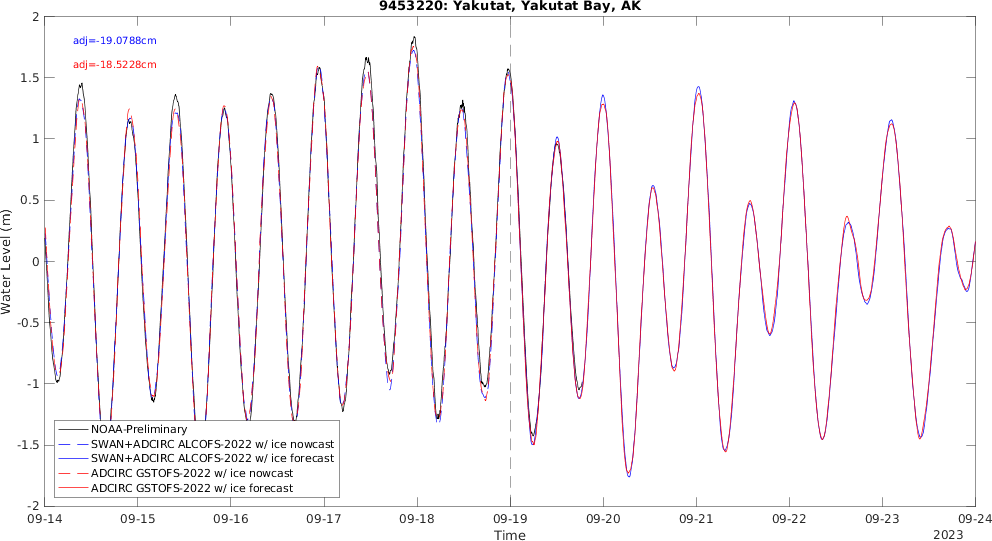 9453220: Yakutat, Yakutat Bay, AK
adj=-19.0788cm
adj=-18.5228cm
2
1.5
1
0.5
0
-0.5
-1
-1.5
-2
Water Level (m)
NOAA-Preliminary
SWAN+ADCIRC ALCOFS-2022 w/ ice nowcast
SWAN+ADCIRC ALCOFS-2022 w/ ice forecast
ADCIRC GSTOFS-2022 w/ ice nowcast
ADCIRC GSTOFS-2022 w/ ice forecast
09-14 09-15 09-16 09-17 09-18 09-19 09-20 09-21 09-22 09-23 09-24
Time
2023